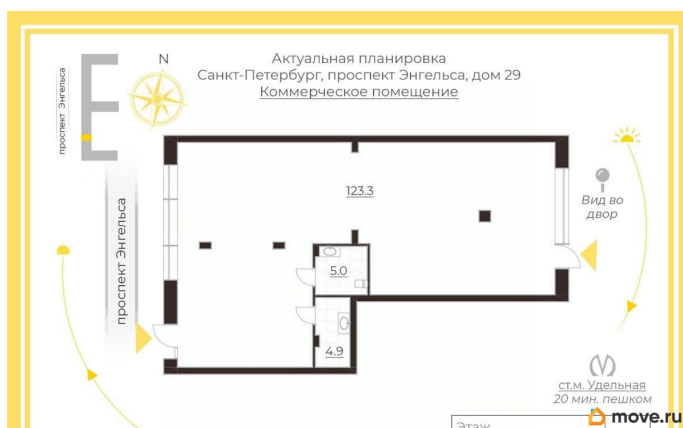 N
Актуальная планировка
Санкт-Петербург, проспект Энгельса, дом 29
Коммерческое помещение
проспект Энгельса
123.3
Вид во
двор
проспект Энгельса
5.0
4.9
ст.м. Удельная
20 мин. пешком
Этаж
move.ru